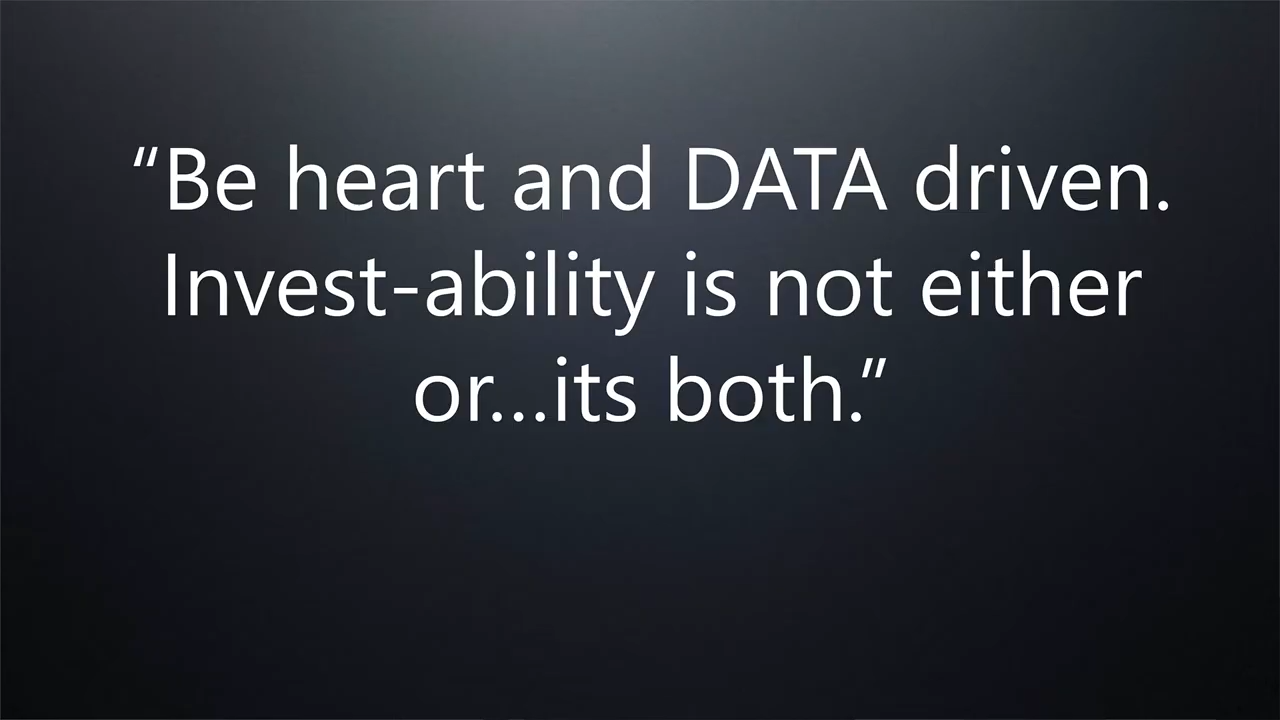 “Be heart and DATA driven.
Invest-ability is not either
or...its both.”